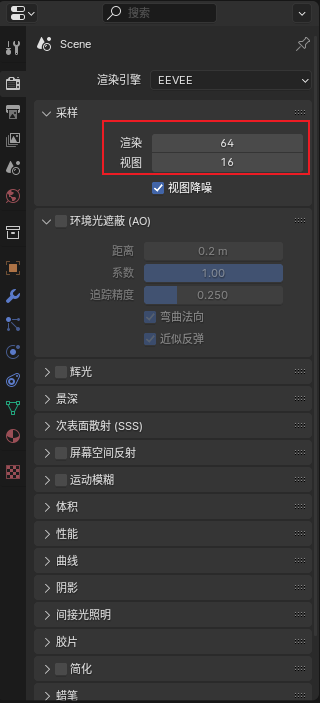 搜索
Scene
渲染引擎 EEVEE
采样
渲染 64
视图 16
视图降噪
环境光遮蔽 (AO)
距离 0.2 m
系数 1.00
追踪精度 0.250
弯曲法向
近似反弹
辉光
景深
次表面散射 (SSS)
屏幕空间反射
运动模糊
体积
性能
曲线
阴影
间接光照明
胶片
简化
蜡笔